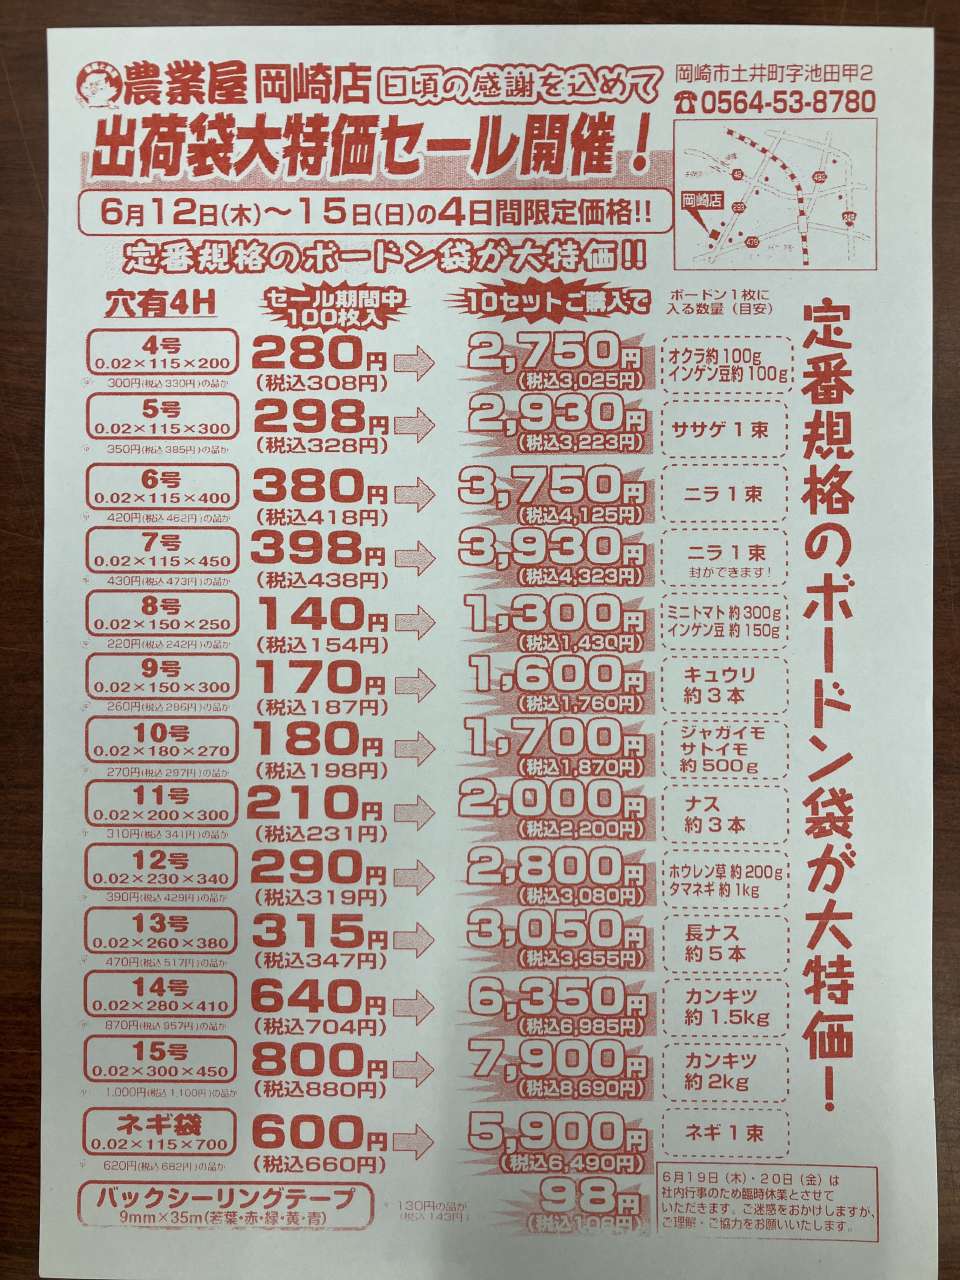 農業屋 岡崎店 日頃の感謝を込めて
出荷袋大特価セール開催!
6月12日(木)～15日(日)の4日間限定価格!!
定番規格のボードン袋が大特価!!
岡崎市土井町字池田甲2
☎0564-53-8780
岡崎店
48
293
483
248
479
穴有4H
セール期間中
100枚入
10セットご購入で
ボードン1枚に
入る数量(目安)
4号
0.02×115×200
300円(税込330円)の品が
280円
(税込308円)
2,750円
(税込3,025円)
オクラ約100g
インゲン豆約100g
5号
0.02×115×300
350円(税込385円)の品が
298円
(税込328円)
2,930円
(税込3,223円)
ササゲ1束
6号
0.02×115×400
420円(税込462円)の品が
380円
(税込418円)
3,750円
(税込4,125円)
ニラ1束
7号
0.02×115×450
430円(税込473円)の品が
398円
(税込438円)
3,930円
(税込4,323円)
ニラ1束
封ができます!
8号
0.02×150×250
220円(税込242円)の品が
140円
(税込154円)
1,300円
(税込1,430円)
ミニトマト約300g
インゲン豆 約150g
9号
0.02×150×300
260円(税込286円)の品が
170円
(税込187円)
1,600円
(税込1,760円)
キュウリ
約3本
10号
0.02×180×270
270円(税込297円)の品が
180円
(税込198円)
1,700円
(税込1,870円)
ジャガイモ
サトイモ
約500g
11号
0.02×200×300
310円(税込341円)の品が
210円
(税込231円)
2,000円
(税込2,200円)
ナス
約3本
12号
0.02×230×340
390円(税込429円)の品が
290円
(税込319円)
2,800円
(税込3,080円)
ホウレン草 約200g
タマネギ 約1kg
13号
0.02×260×380
470円(税込517円)の品が
315円
(税込347円)
3,050円
(税込3,355円)
長ナス
約5本
14号
0.02×280×410
870円(税込957円)の品が
640円
(税込704円)
6,350円
(税込6,985円)
カンキツ
約1.5kg
15号
0.02×300×450
1,000円(税込1,100円)の品が
800円
(税込880円)
7,900円
(税込8,690円)
カンキツ
約2kg
ネギ袋
0.02×115×700
620円(税込682円)の品が
600円
(税込660円)
5,900円
(税込6,490円)
ネギ1束
バックシーリングテープ
9mm×35m(若葉・赤・緑・黄・青)
130円の品が
(税込143円)
98円
(税込108円)
定番規格のボードン袋が大特価!
6月19日(木)・20日(金)は
社内行事のため臨時休業とさせて
いただきます。ご迷惑をおかけしますが、
ご理解・ご協力をお願いいたします。